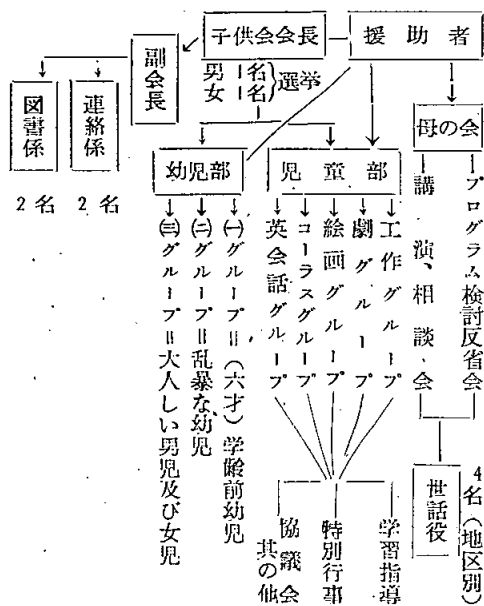 子供会会長
援助者
副会長
男 1名
女 1名
}選挙
図書係
連絡係
2名
2名
母の会
幼児部
児童部
プログラム検討反省会
講演、相談会
工作グループ
劇グループ
絵画グループ
コーラスグループ
英会話グループ
㈠グループ=(六才)学齢前幼児
㈡グループ=乱暴な幼児
㈢グループ=大人しい男児及び女児
世話役
4名(地区別)
学習指導
特別行事
協議会
其の他